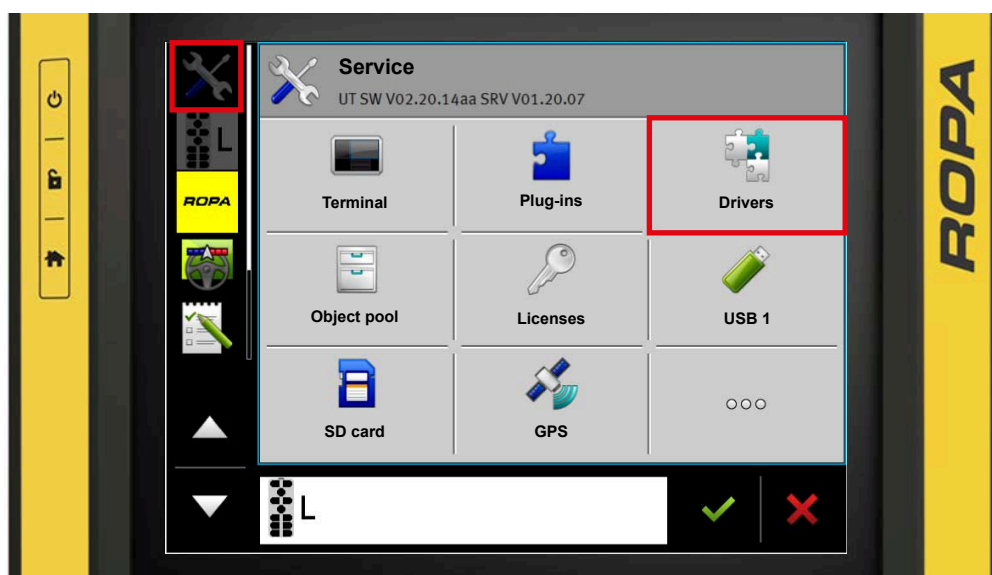 Service
UT SW V02.20.14aa SRV V01.20.07
L
ROPA
Terminal
Plug-ins
Drivers
Object pool
Licenses
USB 1
SD card
GPS
L
ROPA